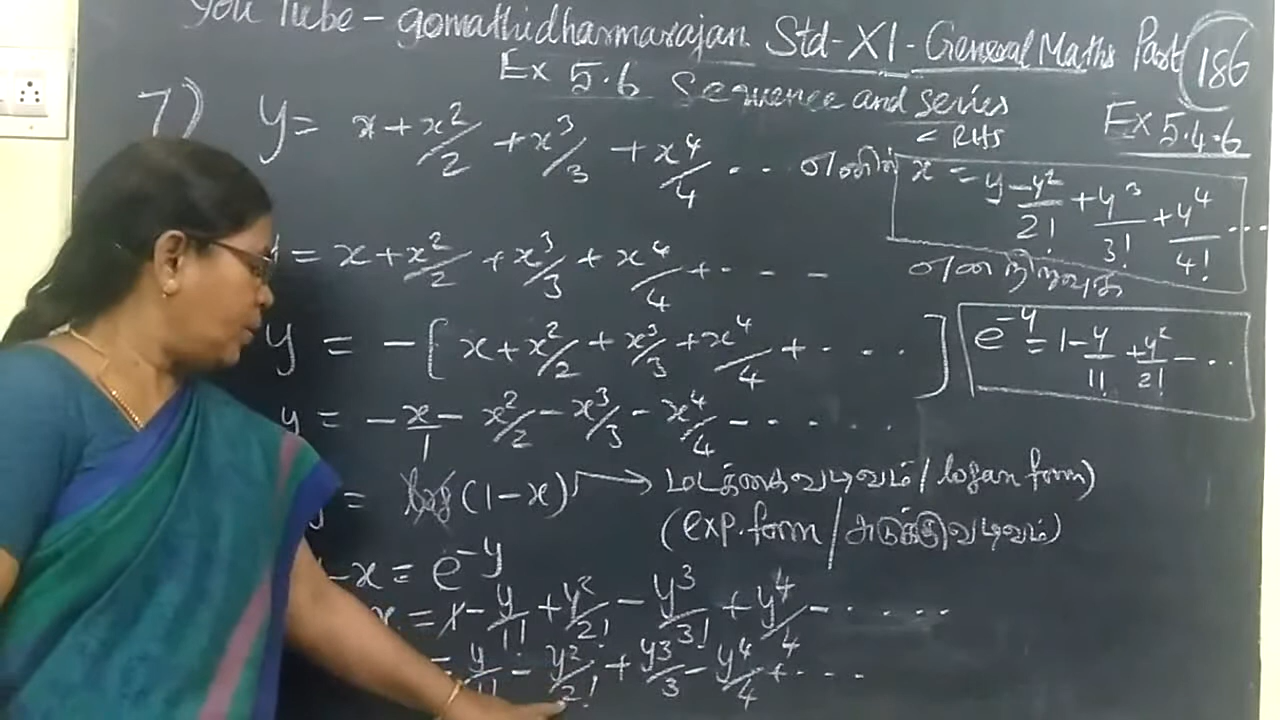 You Tube - gomathidharmarajan Std-XI-General Maths Part 186
Ex 5.6 Sequence and series
Ex 5.4.6
< RHS
7) y = x + x²/2 + x³/3 + x⁴/4 ... எனில் x = y - y²/2! + y³/3! + y⁴/4! ...
என நிறுவுக
= x + x²/2 + x³/3 + x⁴/4 + - - -
y = -[x + x²/2 + x³/3 + x⁴/4 + ....]
e^-y = 1 - y/1! + y²/2! - ...
y = -x/1 - x²/2 - x³/3 - x⁴/4 - .....
y = log(1-x) → மடக்கைவடிவம்/logan form)
(exp.form/அடுக்குவடிவம்)
-x = e^-y
x = 1 - y/1! + y²/2! - y³/3! + y⁴/4 - .....
= y/1! - y²/2! + y³/3 - y⁴/4 + ...